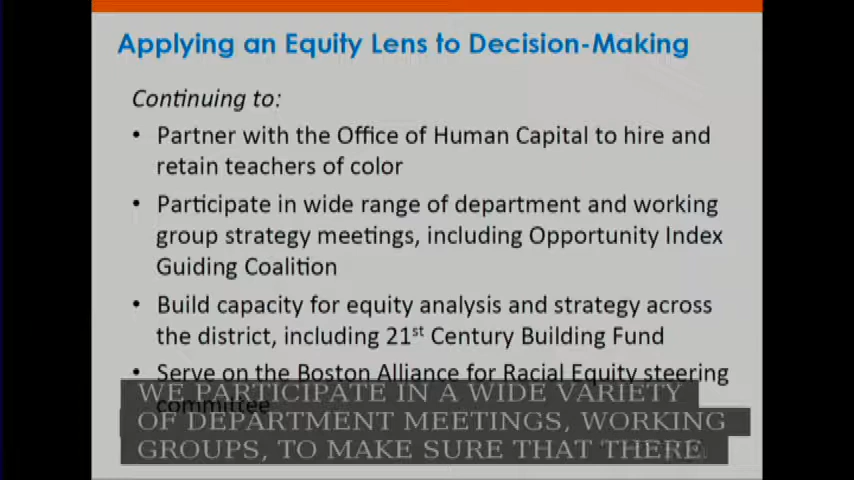 Applying an Equity Lens to Decision-Making
Continuing to:
• Partner with the Office of Human Capital to hire and
retain teachers of color
• Participate in wide range of department and working
group strategy meetings, including Opportunity Index
Guiding Coalition
• Build capacity for equity analysis and strategy across
the district, including 21st Century Building Fund
• Serve on the Boston Alliance for Racial Equity steering
committee
WE PARTICIPATE IN A WIDE VARIETY
OF DEPARTMENT MEETINGS, WORKING
GROUPS, TO MAKE SURE THAT THERE